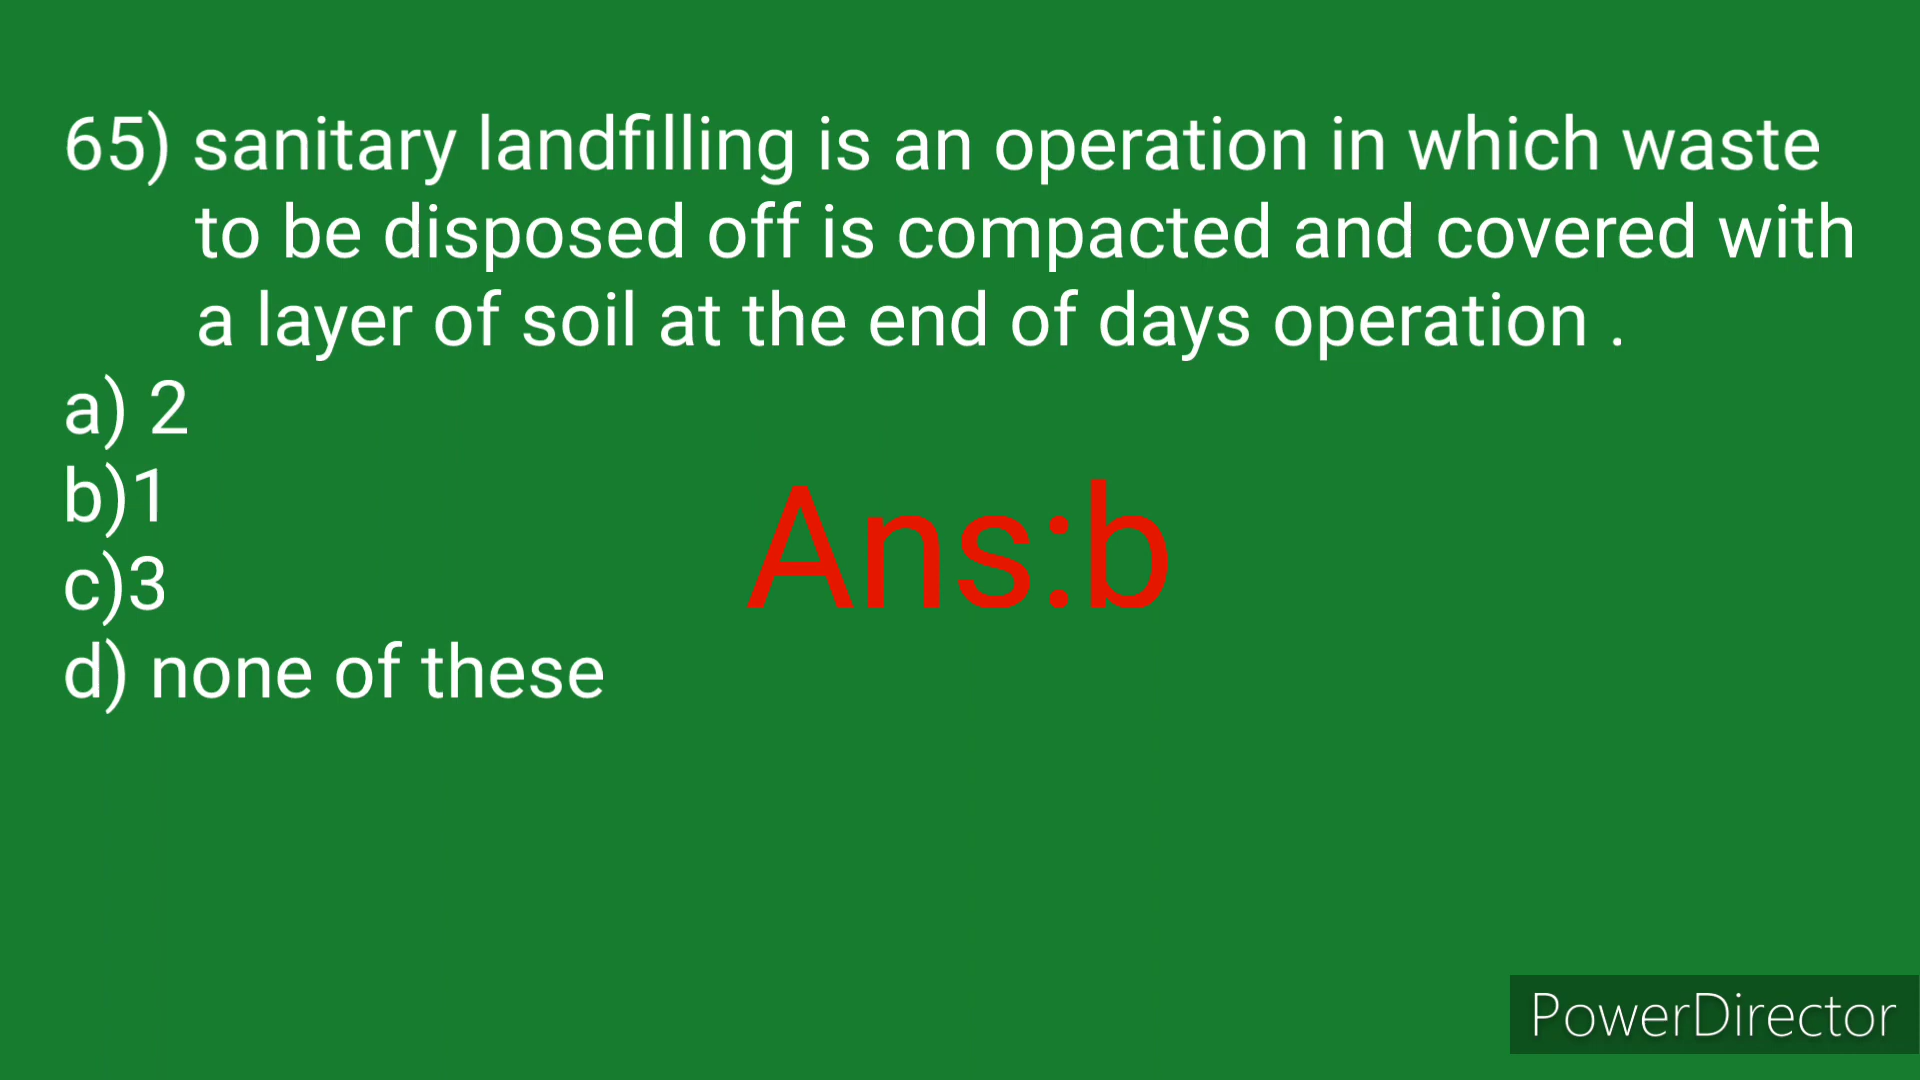 65) sanitary landfilling is an operation in which waste
to be disposed off is compacted and covered with
a layer of soil at the end of days operation .
a) 2
b)1
c)3
d) none of these
Ans:b
PowerDirector